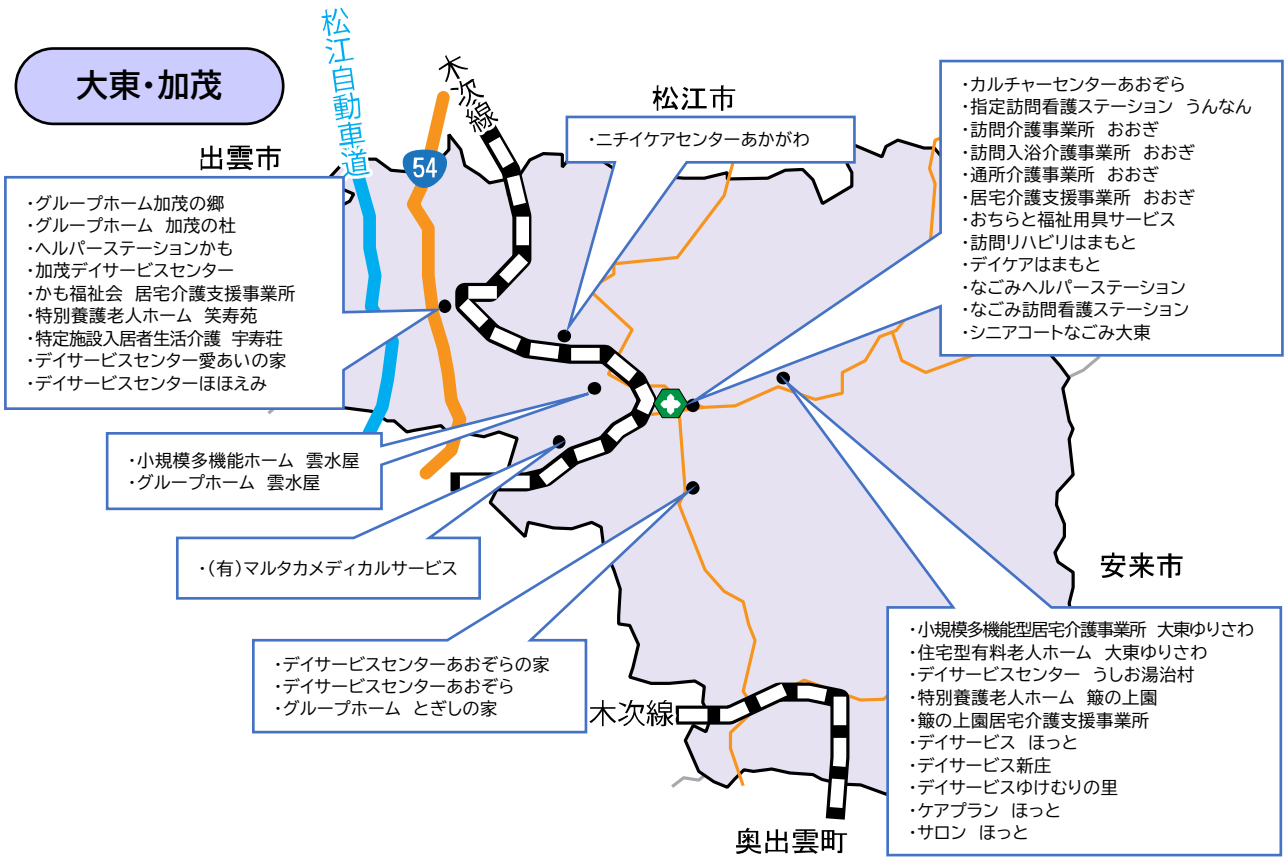 大東・加茂
松江自動車道
木次線
54
松江市
出雲市
・ニチイケアセンターあかがわ
・カルチャーセンターあおぞら
・指定訪問看護ステーション うんなん
・訪問介護事業所 おおぎ
・訪問入浴介護事業所 おおぎ
・通所介護事業所 おおぎ
・居宅介護支援事業所 おおぎ
・おちらと福祉用具サービス
・訪問リハビリはまもと
・デイケアはまもと
・なごみヘルパーステーション
・なごみ訪問看護ステーション
・シニアコートなごみ大東
・グループホーム加茂の郷
・グループホーム 加茂の杜
・ヘルパーステーションかも
・加茂デイサービスセンター
・かも福祉会 居宅介護支援事業所
・特別養護老人ホーム 笑寿苑
・特定施設入居者生活介護 宇寿荘
・デイサービスセンター愛あいの家
・デイサービスセンターほほえみ
・小規模多機能ホーム 雲水屋
・グループホーム 雲水屋
・(有)マルタカメディカルサービス
・デイサービスセンターあおぞらの家
・デイサービスセンターあおぞら
・グループホーム とぎしの家
安来市
・小規模多機能型居宅介護事業所 大東ゆりさわ
・住宅型有料老人ホーム 大東ゆりさわ
・デイサービスセンター うしお湯治村
・特別養護老人ホーム 簸の上園
・簸の上園居宅介護支援事業所
・デイサービス ほっと
・デイサービス新庄
・デイサービスゆけむりの里
・ケアプラン ほっと
・サロン ほっと
木次線
奥出雲町